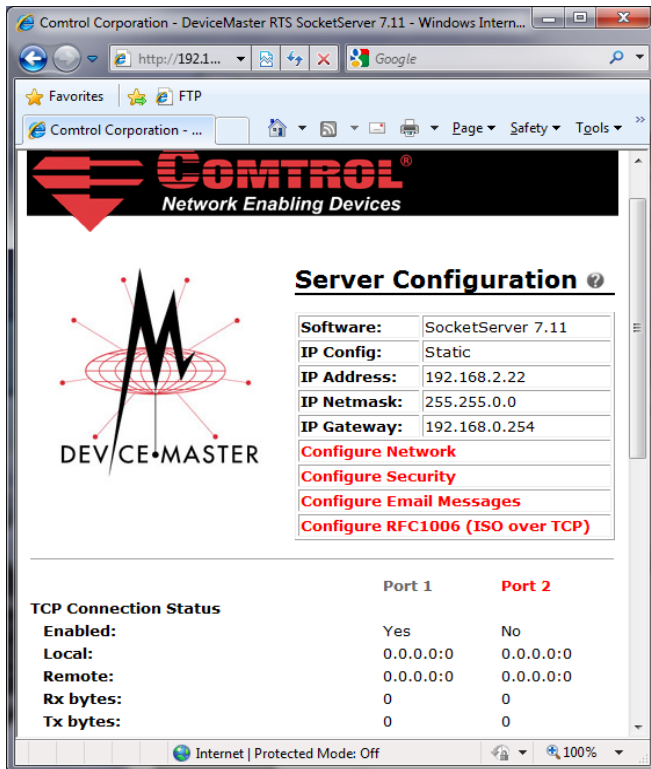 Comtrol Corporation - DeviceMaster RTS SocketServer 7.11 - Windows Intern...
http://192.1...
Google
Favorites FTP
Comtrol Corporation - ...
Page Safety Tools »
COMTROL®
Network Enabling Devices
DEVICE•MASTER
Server Configuration ?
Software: SocketServer 7.11
IP Config: Static
IP Address: 192.168.2.22
IP Netmask: 255.255.0.0
IP Gateway: 192.168.0.254
Configure Network
Configure Security
Configure Email Messages
Configure RFC1006 (ISO over TCP)
Port 1 Port 2
TCP Connection Status
Enabled: Yes No
Local: 0.0.0.0:0 0.0.0.0:0
Remote: 0.0.0.0:0 0.0.0.0:0
Rx bytes: 0 0
Tx bytes: 0 0
Internet | Protected Mode: Off 100%